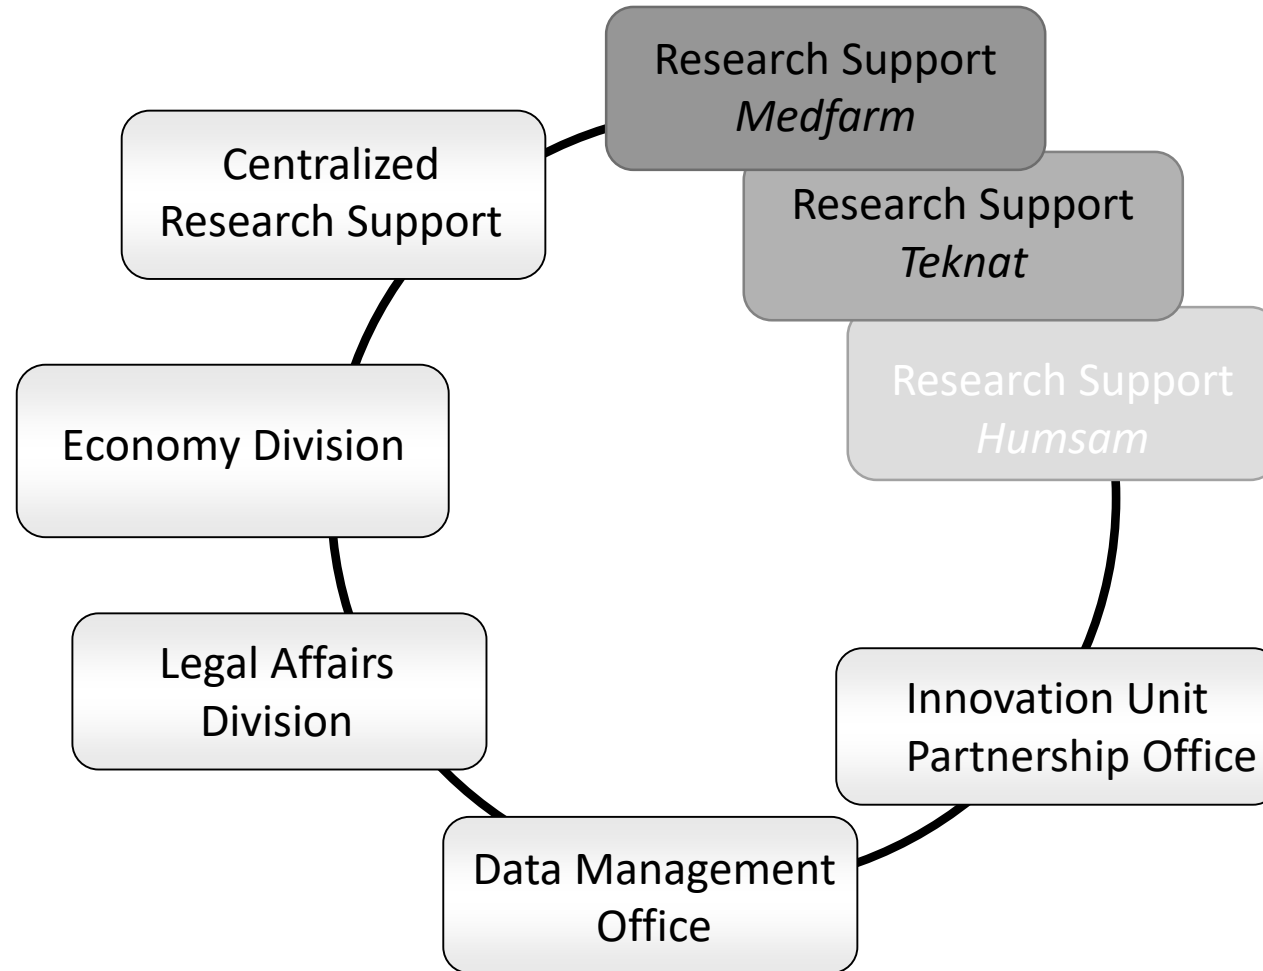 Research Support
Medfarm
Centralized
Research Support
Research Support
Teknat
Research Support
Humsam
Economy Division
Legal Affairs
Division
Innovation Unit
Partnership Office
Data Management
Office